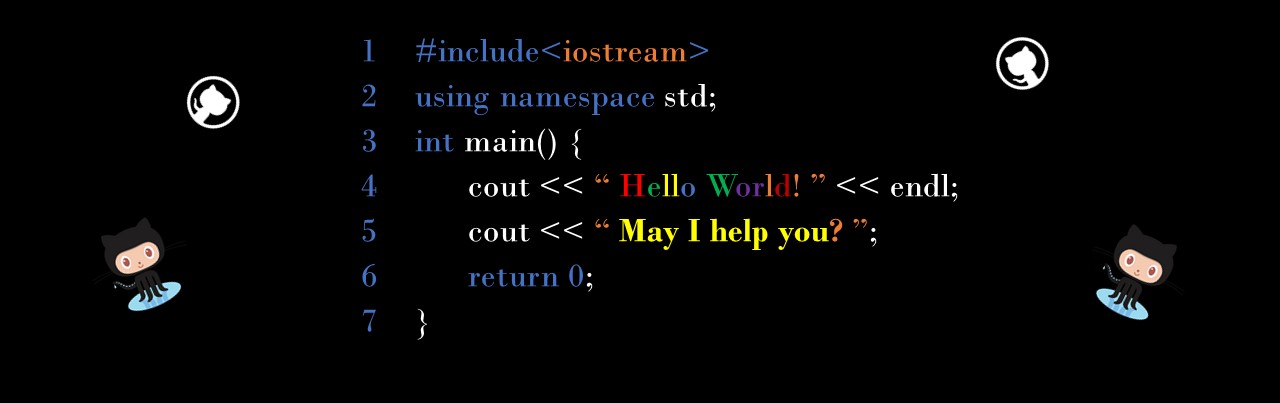 1 #include<iostream>
2 using namespace std;
3 int main() {
4 cout << “ Hello World! ” << endl;
5 cout << “ May I help you? ”;
6 return 0;
7 }